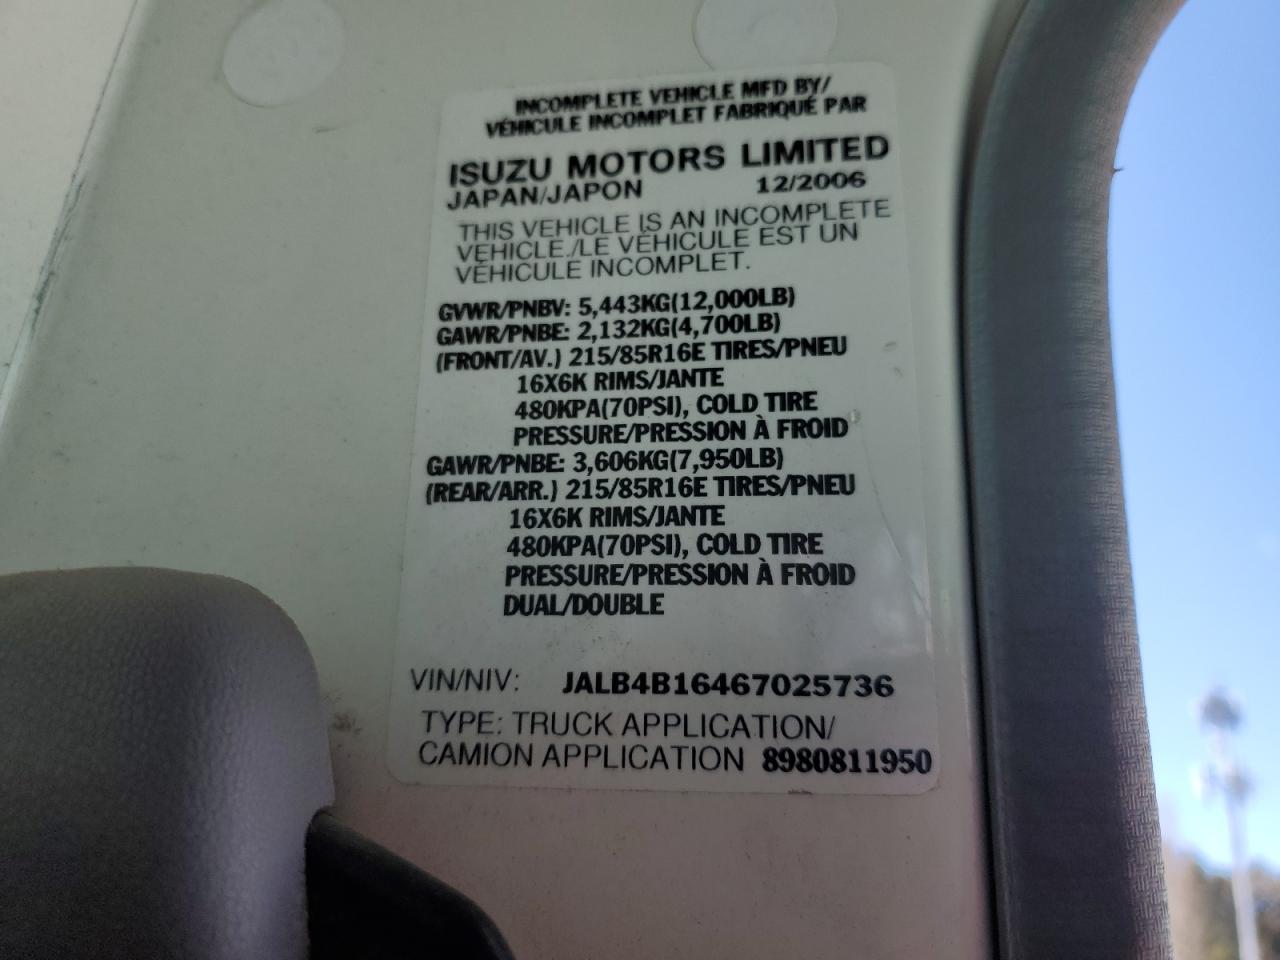 INCOMPLETE VEHICLE MFD BY/
VÉHICULE INCOMPLET FABRIQUÉ PAR
ISUZU MOTORS LIMITED
JAPAN/JAPON 12/2006
THIS VEHICLE IS AN INCOMPLETE
VEHICLE./LE VÉHICULE EST UN
VÉHICULE INCOMPLET.
GVWR/PNBV: 5,443KG(12,000LB)
GAWR/PNBE: 2,132KG(4,700LB)
(FRONT/AV.) 215/85R16E TIRES/PNEU
16X6K RIMS/JANTE
480KPA(70PSI), COLD TIRE
PRESSURE/PRESSION À FROID
GAWR/PNBE: 3,606KG(7,950LB)
(REAR/ARR.) 215/85R16E TIRES/PNEU
16X6K RIMS/JANTE
480KPA(70PSI), COLD TIRE
PRESSURE/PRESSION À FROID
DUAL/DOUBLE
VIN/NIV: JALB4B16467025736
TYPE: TRUCK APPLICATION/
CAMION APPLICATION 8980811950